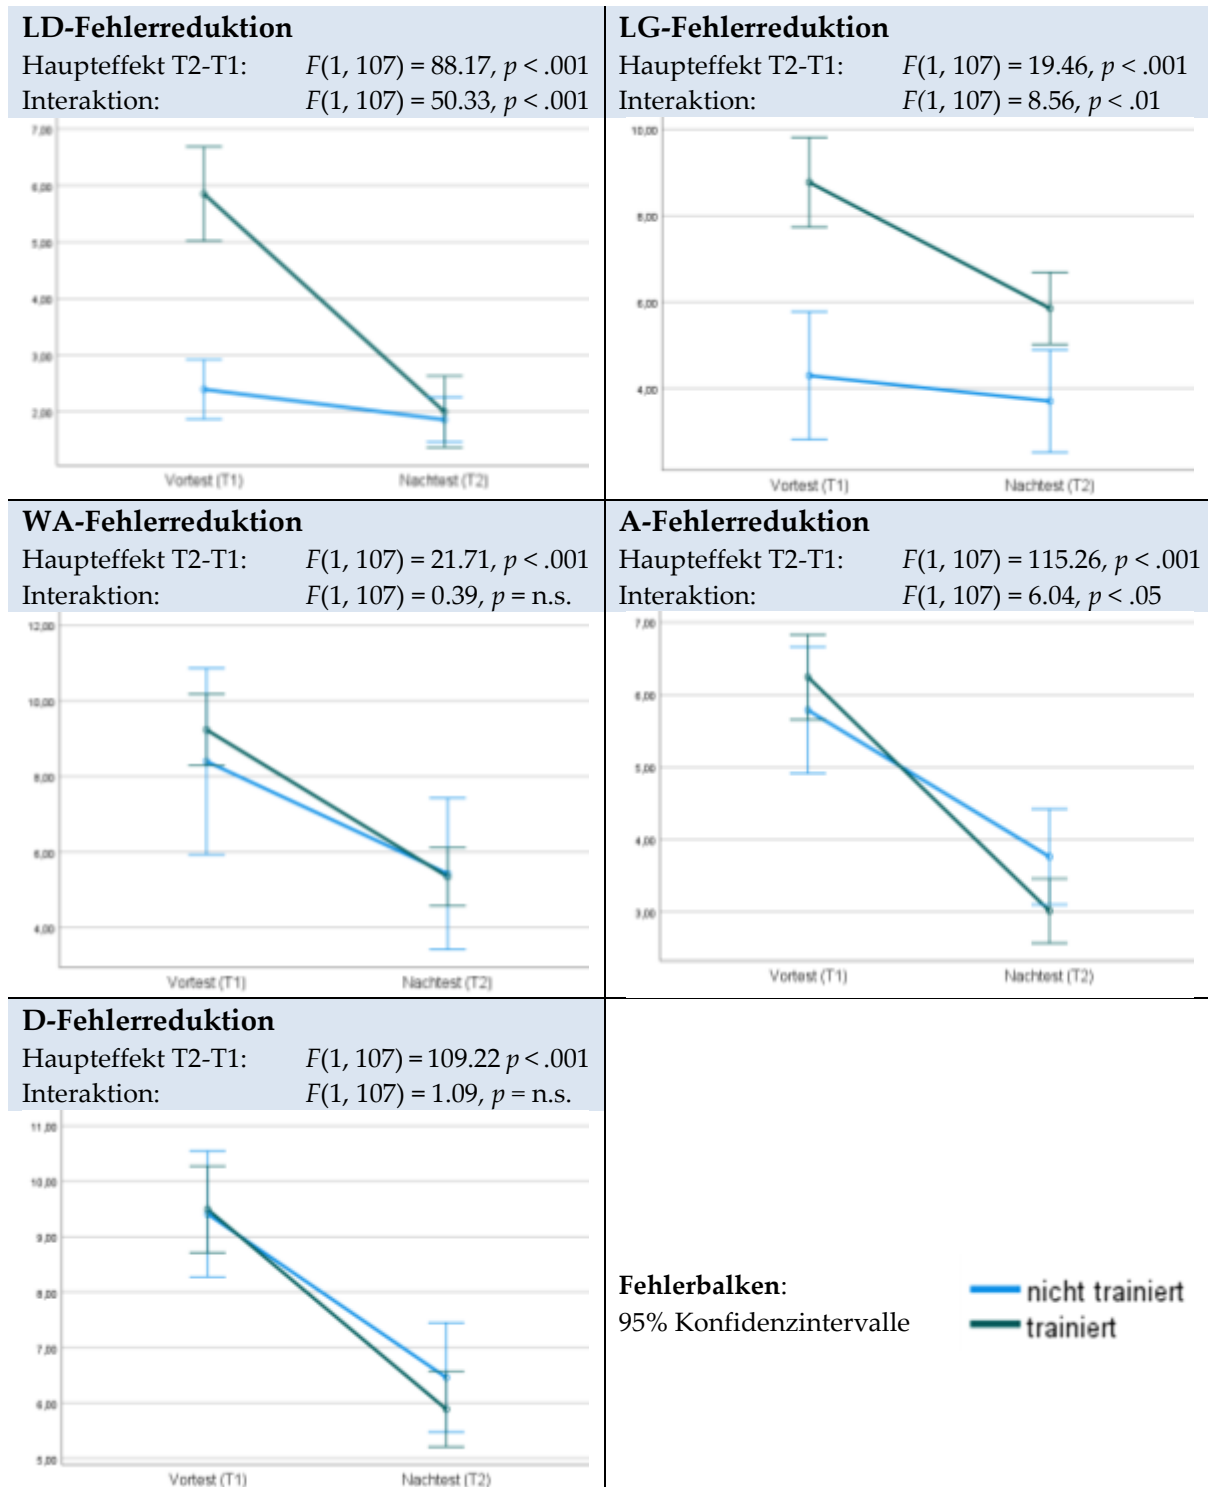 LD-Fehlerreduktion
Haupteffekt T2-T1: F(1, 107) = 88.17, p < .001
Interaktion: F(1, 107) = 50.33, p < .001
7,00
6,00
5,00
4,00
3,00
2,00
Vortest (T1) Nachtest (T2)
LG-Fehlerreduktion
Haupteffekt T2-T1: F(1, 107) = 19.46, p < .001
Interaktion: F(1, 107) = 8.56, p < .01
10,00
8,00
6,00
4,00
Vortest (T1) Nachtest (T2)
WA-Fehlerreduktion
Haupteffekt T2-T1: F(1, 107) = 21.71, p < .001
Interaktion: F(1, 107) = 0.39, p = n.s.
12,00
10,00
8,00
6,00
4,00
Vortest (T1) Nachtest (T2)
A-Fehlerreduktion
Haupteffekt T2-T1: F(1, 107) = 115.26, p < .001
Interaktion: F(1, 107) = 6.04, p < .05
7,00
6,00
5,00
4,00
3,00
Vortest (T1) Nachtest (T2)
D-Fehlerreduktion
Haupteffekt T2-T1: F(1, 107) = 109.22 p < .001
Interaktion: F(1, 107) = 1.09, p = n.s.
11,00
10,00
9,00
8,00
7,00
6,00
5,00
Vortest (T1) Nachtest (T2)
Fehlerbalken:
95% Konfidenzintervalle
nicht trainiert
trainiert